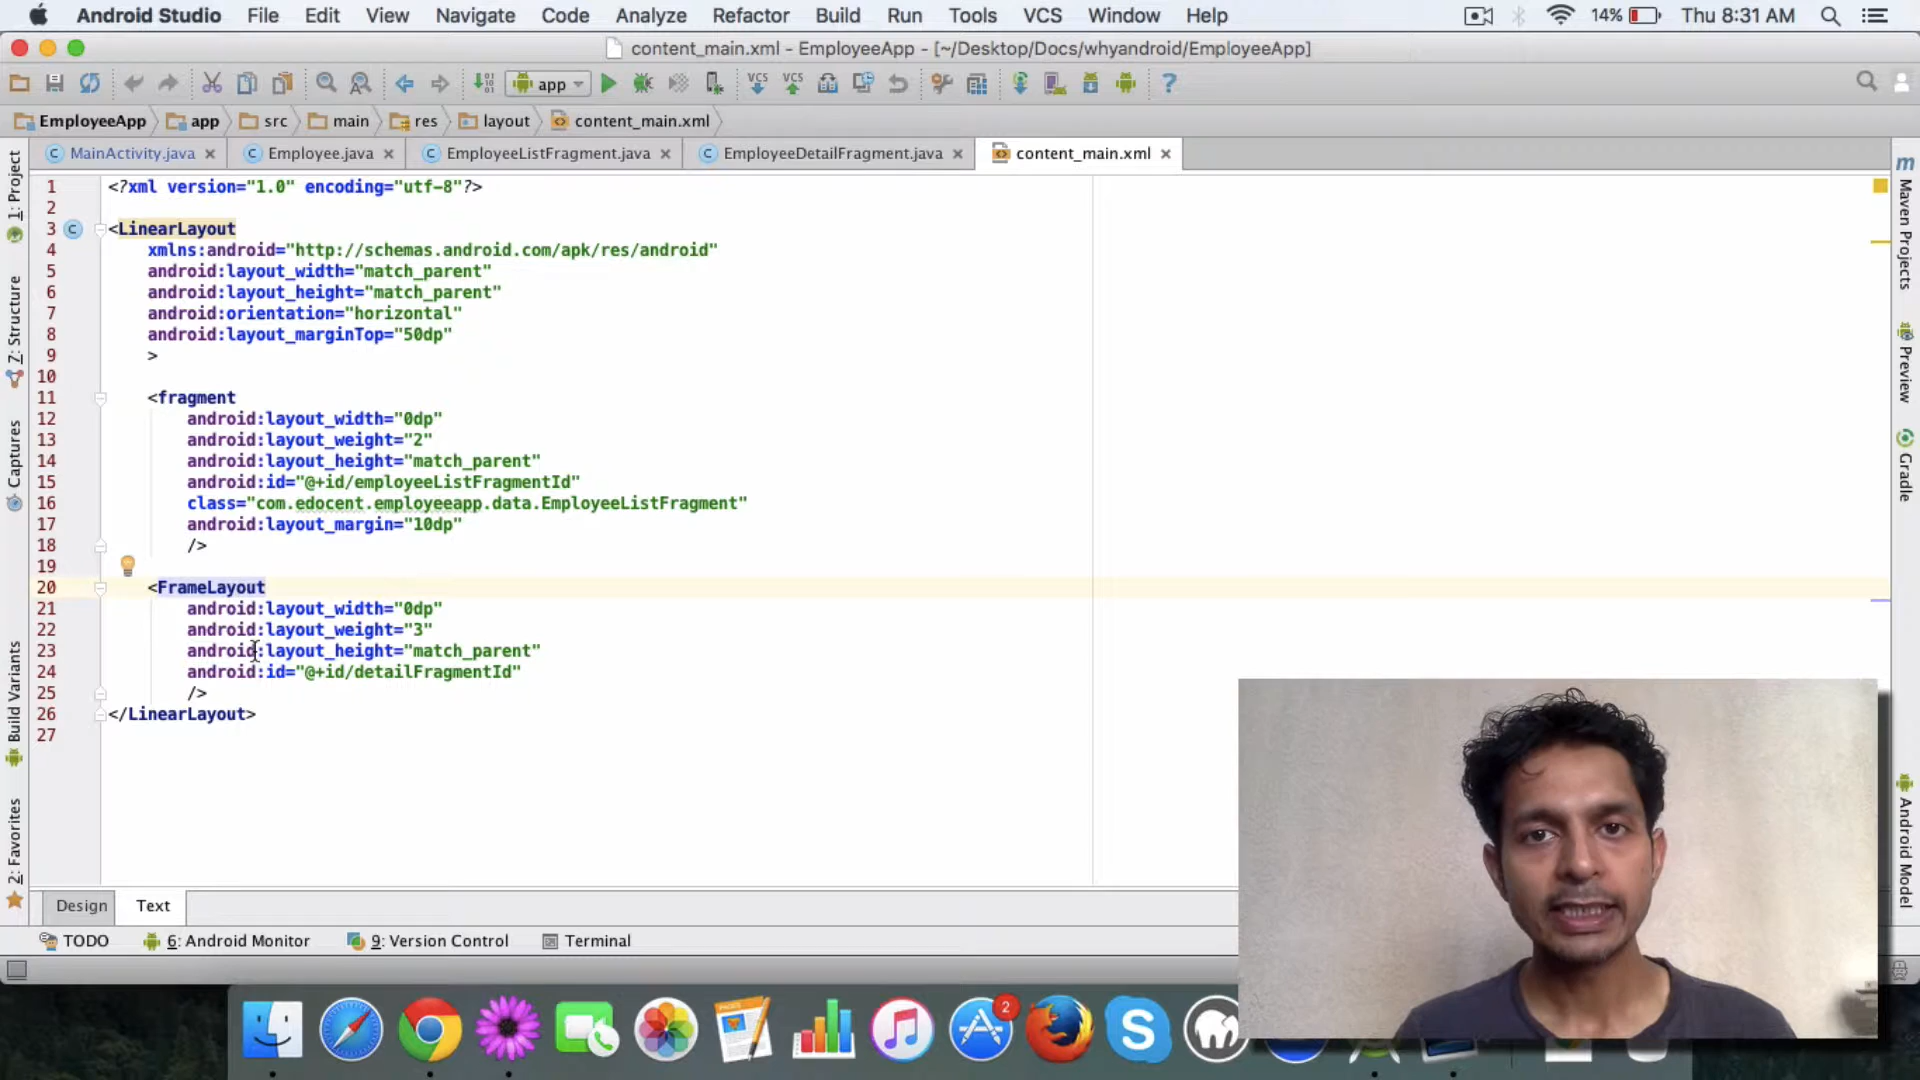 Android Studio File Edit View Navigate Code Analyze Refactor Build Run Tools VCS Window Help 14% Thu 8:31 AM
content_main.xml - EmployeeApp - [~/Desktop/Docs/whyandroid/EmployeeApp]
app VCS VCS ?
EmployeeApp app src main res layout content_main.xml
MainActivity.java Employee.java EmployeeListFragment.java EmployeeDetailFragment.java content_main.xml
1 <?xml version="1.0" encoding="utf-8"?>
2
3 <LinearLayout
4 xmlns:android="http://schemas.android.com/apk/res/android"
5 android:layout_width="match_parent"
6 android:layout_height="match_parent"
7 android:orientation="horizontal"
8 android:layout_marginTop="50dp"
9 >
10
11 <fragment
12 android:layout_width="0dp"
13 android:layout_weight="2"
14 android:layout_height="match_parent"
15 android:id="@+id/employeeListFragmentId"
16 class="com.edocent.employeeapp.data.EmployeeListFragment"
17 android:layout_margin="10dp"
18 />
19
20 <FrameLayout
21 android:layout_width="0dp"
22 android:layout_weight="3"
23 android:layout_height="match_parent"
24 android:id="@+id/detailFragmentId"
25 />
26 </LinearLayout>
27
1: Project
7: Structure
Captures
Build Variants
2: Favorites
m
Maven Projects
Preview
Gradle
Android Model
Design Text
TODO 6: Android Monitor 9: Version Control Terminal
PAGES
2
S